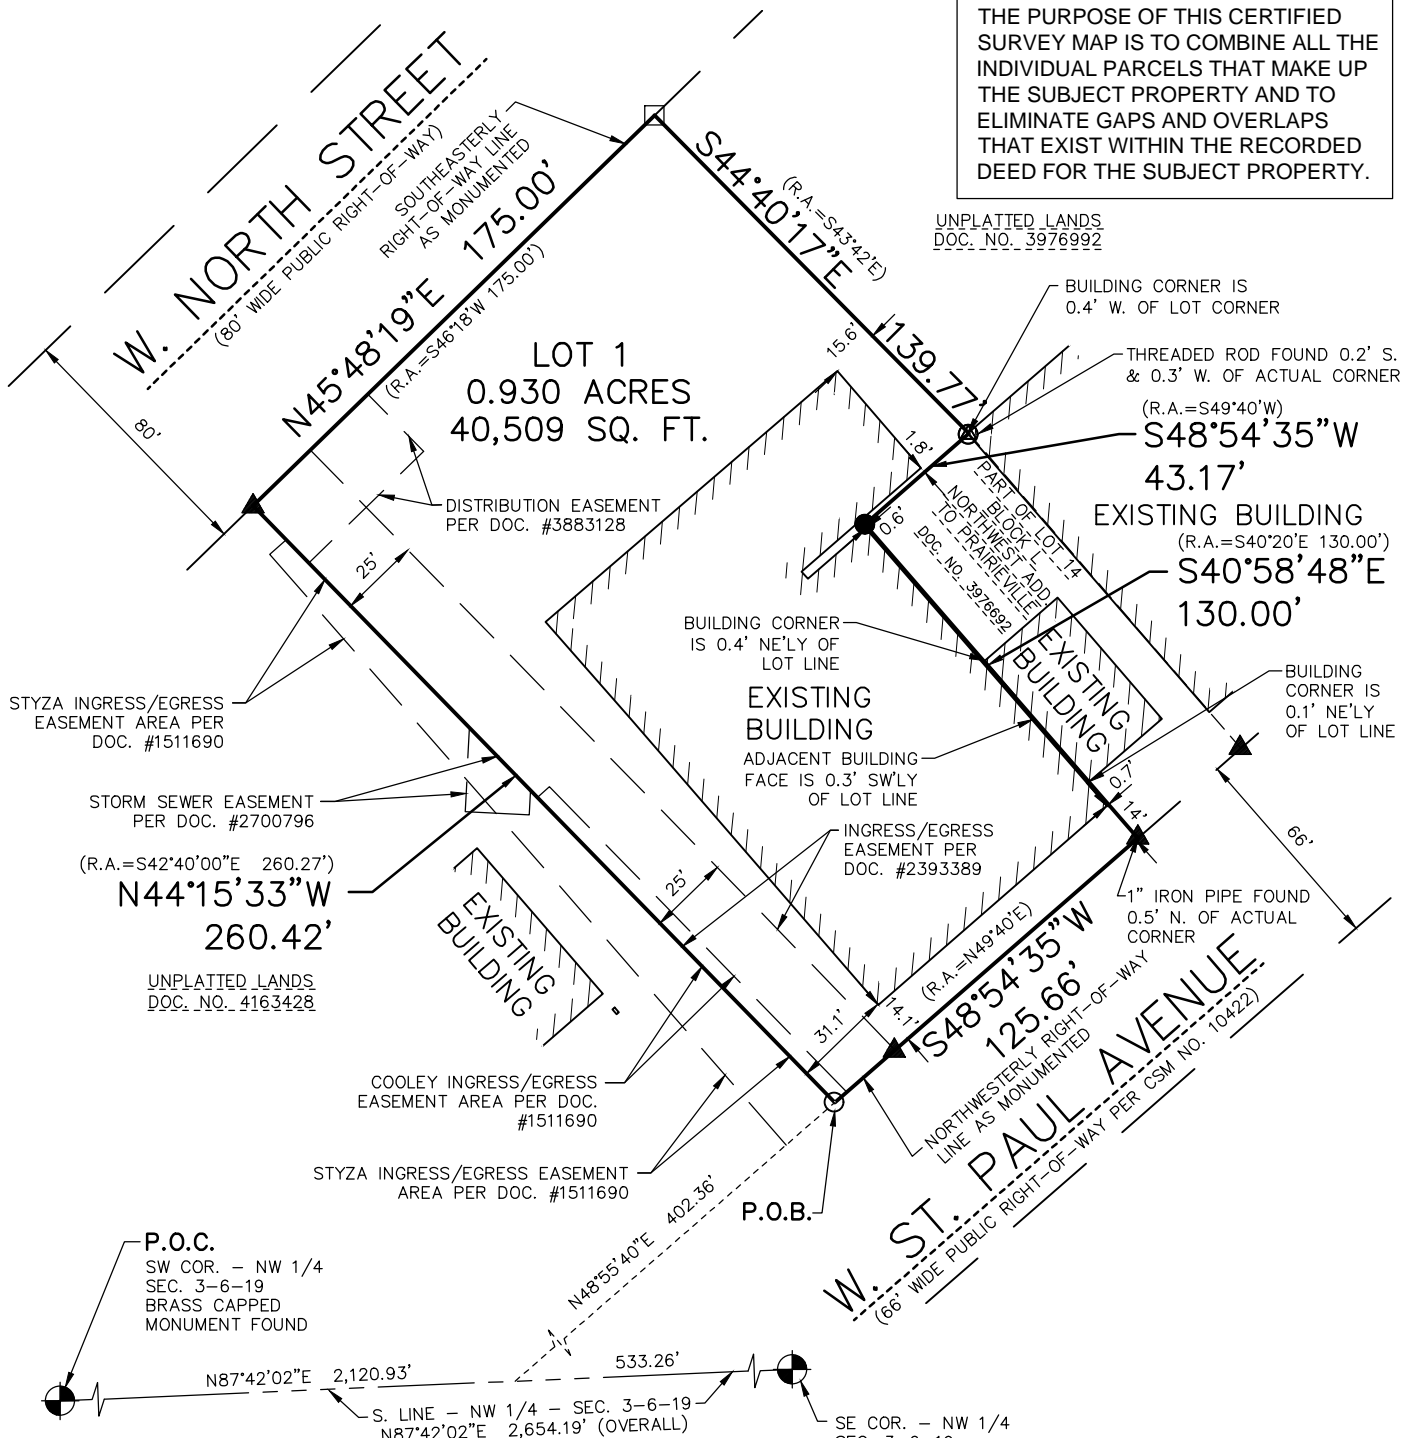 THE PURPOSE OF THIS CERTIFIED
SURVEY MAP IS TO COMBINE ALL THE
INDIVIDUAL PARCELS THAT MAKE UP
THE SUBJECT PROPERTY AND TO
ELIMINATE GAPS AND OVERLAPS
THAT EXIST WITHIN THE RECORDED
DEED FOR THE SUBJECT PROPERTY.
W. NORTH STREET
(80' WIDE PUBLIC RIGHT-OF-WAY)
SOUTHEASTERLY
RIGHT-OF-WAY LINE
AS MONUMENTED
N45°48'19"E 175.00'
(R.A.=S46°18'W 175.00')
S44°40'17"E 139.77'
(R.A.=S43°42'E)
UNPLATTED LANDS
DOC. NO. 3976992
BUILDING CORNER IS
0.4' W. OF LOT CORNER
THREADED ROD FOUND 0.2' S.
& 0.3' W. OF ACTUAL CORNER
(R.A.=S49°40'W)
S48°54'35"W
43.17'
EXISTING BUILDING
(R.A.=S40°20'E 130.00')
S40°58'48"E
130.00'
80'
LOT 1
0.930 ACRES
40,509 SQ. FT.
15.6'
1.8'
0.6'
PART OF LOT 14
BLOCK L
NORTHWEST ADD.
TO PRAIRIEVILLE
DOC. NO. 3976692
DISTRIBUTION EASEMENT
PER DOC. #3883128
25'
BUILDING CORNER
IS 0.4' NE'LY OF
LOT LINE
EXISTING
BUILDING
EXISTING
BUILDING
BUILDING
CORNER IS
0.1' NE'LY
OF LOT LINE
ADJACENT BUILDING
FACE IS 0.3' SW'LY
OF LOT LINE
0.7'
14'
66'
STYZA INGRESS/EGRESS
EASEMENT AREA PER
DOC. #1511690
STORM SEWER EASEMENT
PER DOC. #2700796
(R.A.=S42°40'00"E 260.27')
N44°15'33"W
260.42'
UNPLATTED LANDS
DOC. NO. 4163428
INGRESS/EGRESS
EASEMENT PER
DOC. #2393389
25'
EXISTING
BUILDING
1" IRON PIPE FOUND
0.5' N. OF ACTUAL
CORNER
(R.A.=N49°40'E)
S48°54'35"W
125.66'
14.1'
31.1'
NORTHWESTERLY RIGHT-OF-WAY
LINE AS MONUMENTED
W. ST. PAUL AVENUE
(66' WIDE PUBLIC RIGHT-OF-WAY PER CSM NO. 10422)
COOLEY INGRESS/EGRESS
EASEMENT AREA PER DOC.
#1511690
STYZA INGRESS/EGRESS EASEMENT
AREA PER DOC. #1511690
P.O.B.
N48°55'40"E 402.36'
P.O.C.
SW COR. - NW 1/4
SEC. 3-6-19
BRASS CAPPED
MONUMENT FOUND
N87°42'02"E 2,120.93'
533.26'
S. LINE - NW 1/4 - SEC. 3-6-19
N87°42'02"E 2,654.19' (OVERALL)
SE COR. - NW 1/4